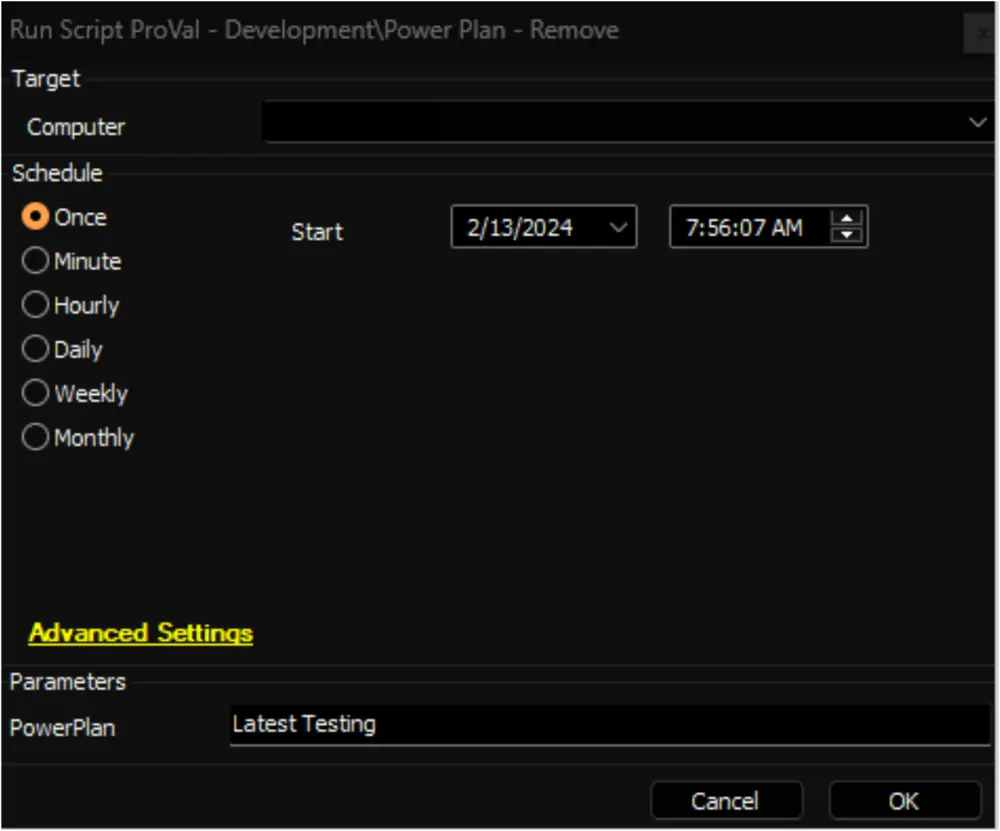 Run Script ProVal - Development\Power Plan - Remove
x
Target
Computer
Schedule
Once
Start
2/13/2024
7:56:07 AM
Minute
Hourly
Daily
Weekly
Monthly
Advanced Settings
Parameters
PowerPlan
Latest Testing
Cancel
OK